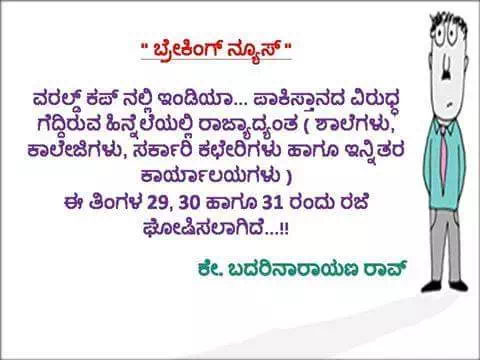 " ಬ್ರೇಕಿಂಗ್ ನ್ಯೂಸ್ "
ವರಲ್ಡ್ ಕಪ್ ನಲ್ಲಿ ಇಂಡಿಯಾ... ಪಾಕಿಸ್ತಾನದ ವಿರುಧ್ಧ
ಗೆದ್ದಿರುವ ಹಿನ್ನೆಲೆಯಲ್ಲಿ ರಾಜ್ಯಾದ್ಯಂತ ( ಶಾಲೆಗಳು,
ಕಾಲೇಜಿಗಳು, ಸರ್ಕಾರಿ ಕಛೇರಿಗಳು ಹಾಗೂ ಇನ್ನಿತರ
ಕಾರ್ಯಾಲಯಗಳು )
ಈ ತಿಂಗಳ 29, 30 ಹಾಗೂ 31 ರಂದು ರಜೆ
ಘೋಷಿಸಲಾಗಿದೆ...!!
ಕೇ. ಬದರಿನಾರಾಯಣ ರಾವ್